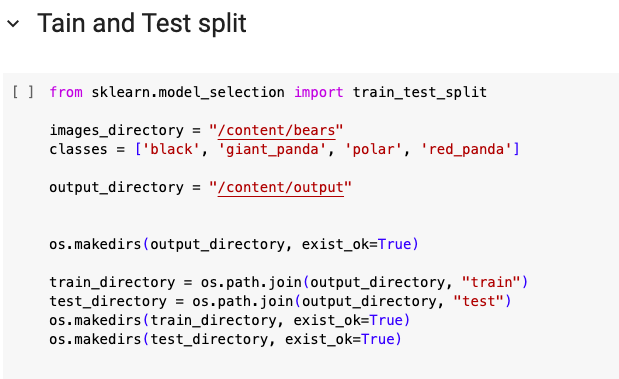 Tain and Test split
[ ] from sklearn.model_selection import train_test_split
images_directory = "/content/bears"
classes = ['black', 'giant_panda', 'polar', 'red_panda']
output_directory = "/content/output"
os.makedirs(output_directory, exist_ok=True)
train_directory = os.path.join(output_directory, "train")
test_directory = os.path.join(output_directory, "test")
os.makedirs(train_directory, exist_ok=True)
os.makedirs(test_directory, exist_ok=True)